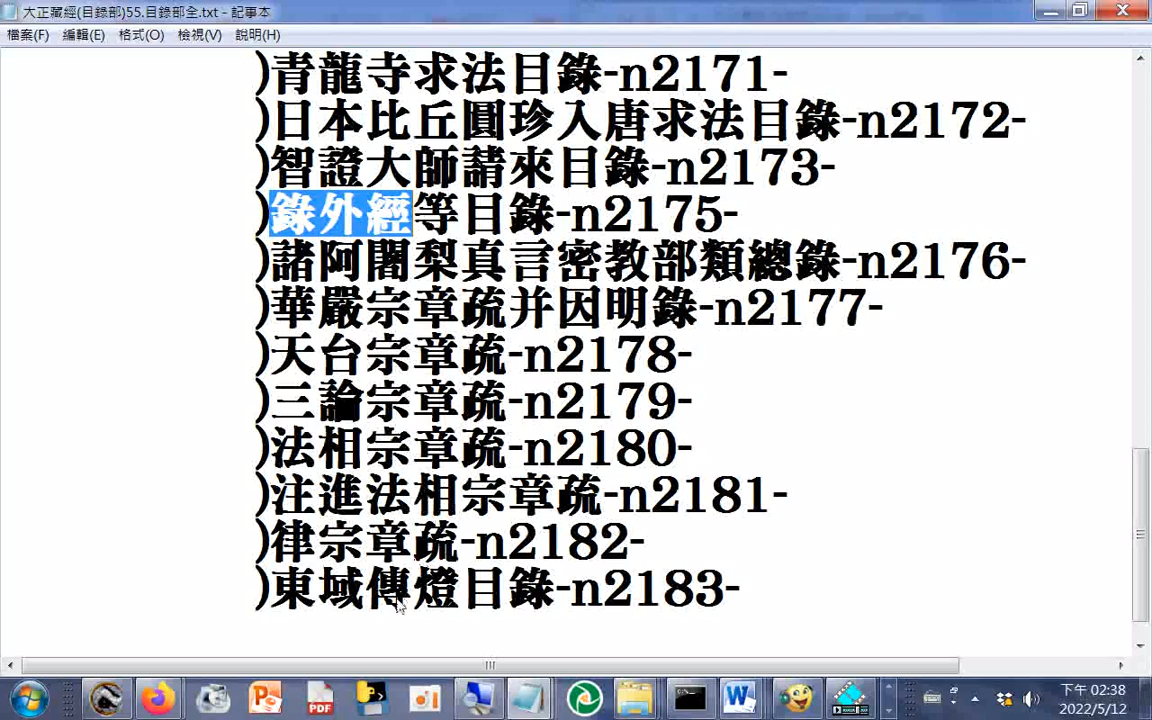 大正藏經(目錄部)55.目錄部全.txt - 記事本
檔案(F) 編輯(E) 格式(O) 檢視(V) 說明(H)
)青龍寺求法目錄-n2171-
)日本比丘圓珍入唐求法目錄-n2172-
)智證大師請來目錄-n2173-
)錄外經等目錄-n2175-
)諸阿闍梨真言密教部類總錄-n2176-
)華嚴宗章疏并因明錄-n2177-
)天台宗章疏-n2178-
)三論宗章疏-n2179-
)法相宗章疏-n2180-
)注進法相宗章疏-n2181-
)律宗章疏-n2182-
)東域傳燈目錄-n2183-
PDF
下午 02:38
2022/5/12